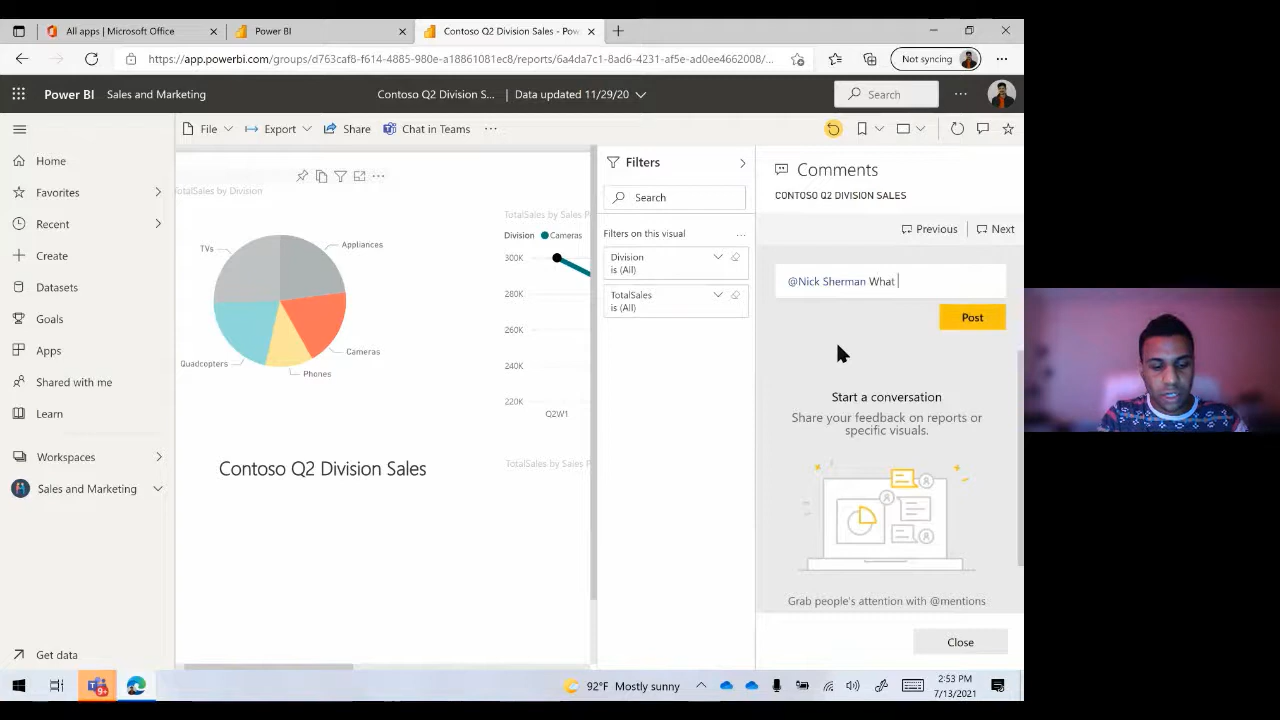 All apps | Microsoft Office
Power BI
Contoso Q2 Division Sales - Pow
https://app.powerbi.com/groups/d763caf8-f614-4885-980e-a18861081ec8/reports/6a4da7c1-8ad6-4231-af5e-ad0ee4662008/...
Not syncing
Power BI Sales and Marketing
Contoso Q2 Division S... | Data updated 11/29/20
Search
File Export Share Chat in Teams
Home
Favorites
Recent
Create
Datasets
Goals
Apps
Shared with me
Learn
Workspaces
Sales and Marketing
Get data
TotalSales by Division
TVs
Appliances
Quadcopters
Cameras
Phones
Contoso Q2 Division Sales
TotalSales by Sales P
Division Cameras
300K
280K
260K
240K
220K
Q2W1
TotalSales by Sales P
Filters
Search
Filters on this visual
Division
is (All)
TotalSales
is (All)
Comments
CONTOSO Q2 DIVISION SALES
Previous Next
@Nick Sherman What
Post
Start a conversation
Share your feedback on reports or
specific visuals.
Grab people's attention with @mentions
Close
9+
92°F Mostly sunny
2:53 PM
7/13/2021